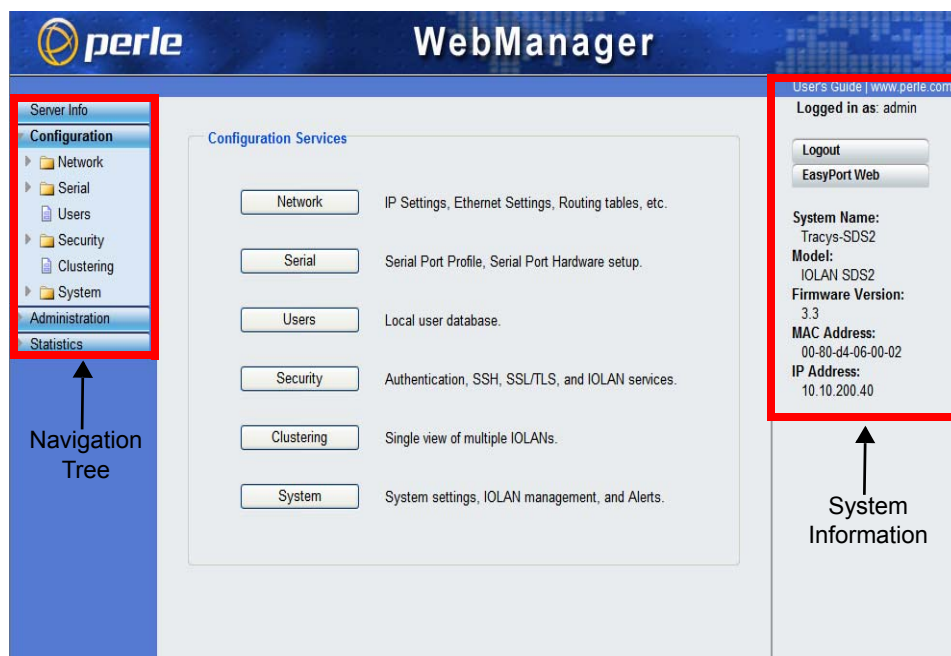 perle
WebManager
User's Guide | www.perle.com
Server Info
Configuration
Network
Serial
Users
Security
Clustering
System
Administration
Statistics
Navigation
Tree
Configuration Services
Network IP Settings, Ethernet Settings, Routing tables, etc.
Serial Serial Port Profile, Serial Port Hardware setup.
Users Local user database.
Security Authentication, SSH, SSL/TLS, and IOLAN services.
Clustering Single view of multiple IOLANs.
System System settings, IOLAN management, and Alerts.
Logged in as: admin
Logout
EasyPort Web
System Name:
Tracys-SDS2
Model:
IOLAN SDS2
Firmware Version:
3.3
MAC Address:
00-80-d4-06-00-02
IP Address:
10.10.200.40
System
Information